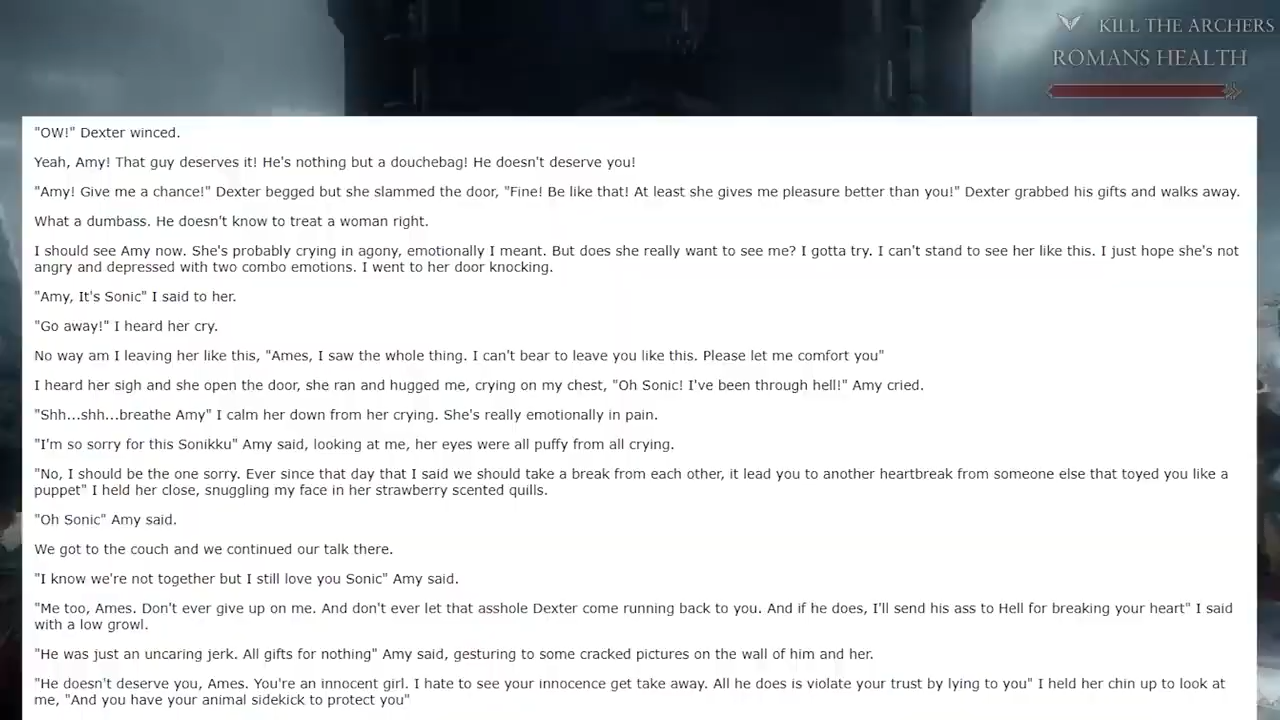 KILL THE ARCHERS
ROMANS HEALTH
"OW!" Dexter winced.
Yeah, Amy! That guy deserves it! He's nothing but a douchebag! He doesn't deserve you!
"Amy! Give me a chance!" Dexter begged but she slammed the door, "Fine! Be like that! At least she gives me pleasure better than you!" Dexter grabbed his gifts and walks away.
What a dumbass. He doesn't know to treat a woman right.
I should see Amy now. She's probably crying in agony, emotionally I meant. But does she really want to see me? I gotta try. I can't stand to see her like this. I just hope she's not
angry and depressed with two combo emotions. I went to her door knocking.
"Amy, It's Sonic" I said to her.
"Go away!" I heard her cry.
No way am I leaving her like this, "Ames, I saw the whole thing. I can't bear to leave you like this. Please let me comfort you"
I heard her sigh and she open the door, she ran and hugged me, crying on my chest, "Oh Sonic! I've been through hell!" Amy cried.
"Shh...shh...breathe Amy" I calm her down from her crying. She's really emotionally in pain.
"I'm so sorry for this Sonikku" Amy said, looking at me, her eyes were all puffy from all crying.
"No, I should be the one sorry. Ever since that day that I said we should take a break from each other, it lead you to another heartbreak from someone else that toyed you like a
puppet" I held her close, snuggling my face in her strawberry scented quills.
"Oh Sonic" Amy said.
We got to the couch and we continued our talk there.
"I know we're not together but I still love you Sonic" Amy said.
"Me too, Ames. Don't ever give up on me. And don't ever let that asshole Dexter come running back to you. And if he does, I'll send his ass to Hell for breaking your heart" I said
with a low growl.
"He was just an uncaring jerk. All gifts for nothing" Amy said, gesturing to some cracked pictures on the wall of him and her.
"He doesn't deserve you, Ames. You're an innocent girl. I hate to see your innocence get take away. All he does is violate your trust by lying to you" I held her chin up to look at
me, "And you have your animal sidekick to protect you"